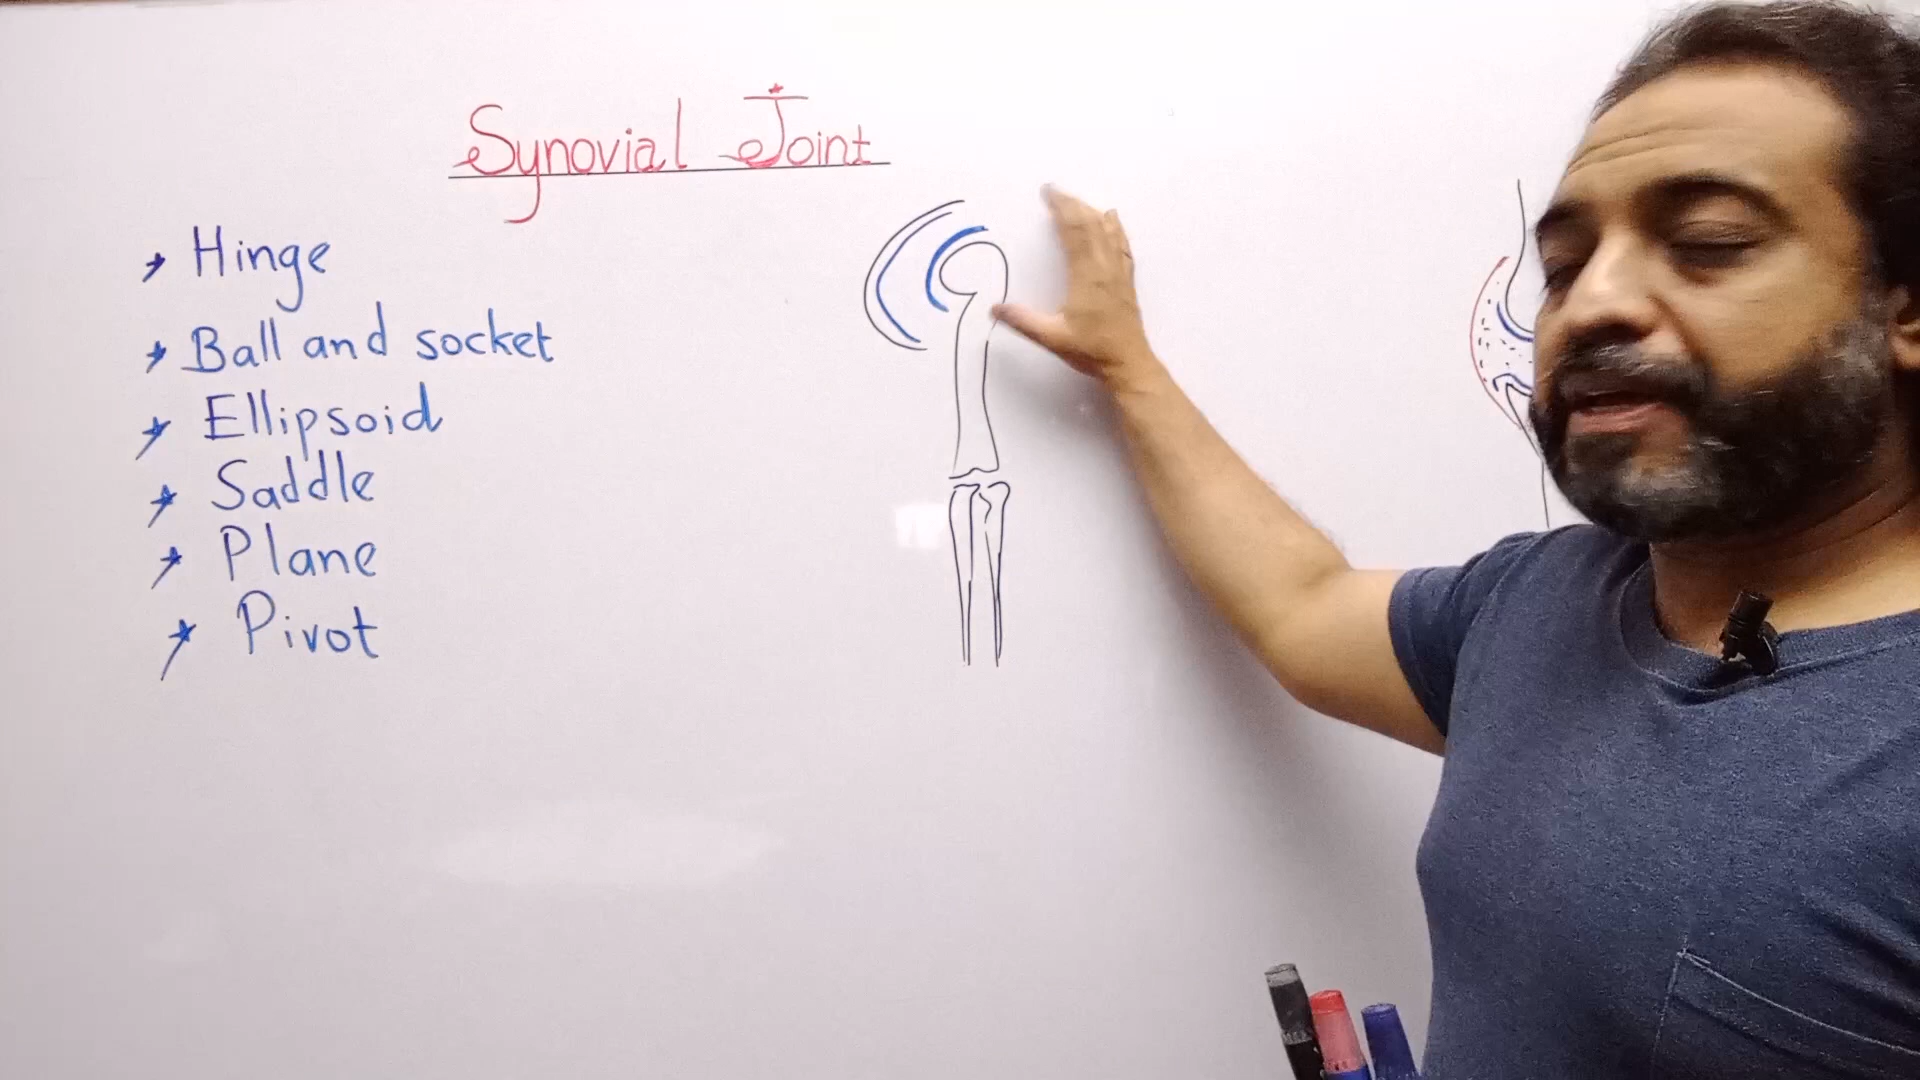 Synovial Joint
Hinge
Ball and socket
Ellipsoid
Saddle
Plane
Pivot